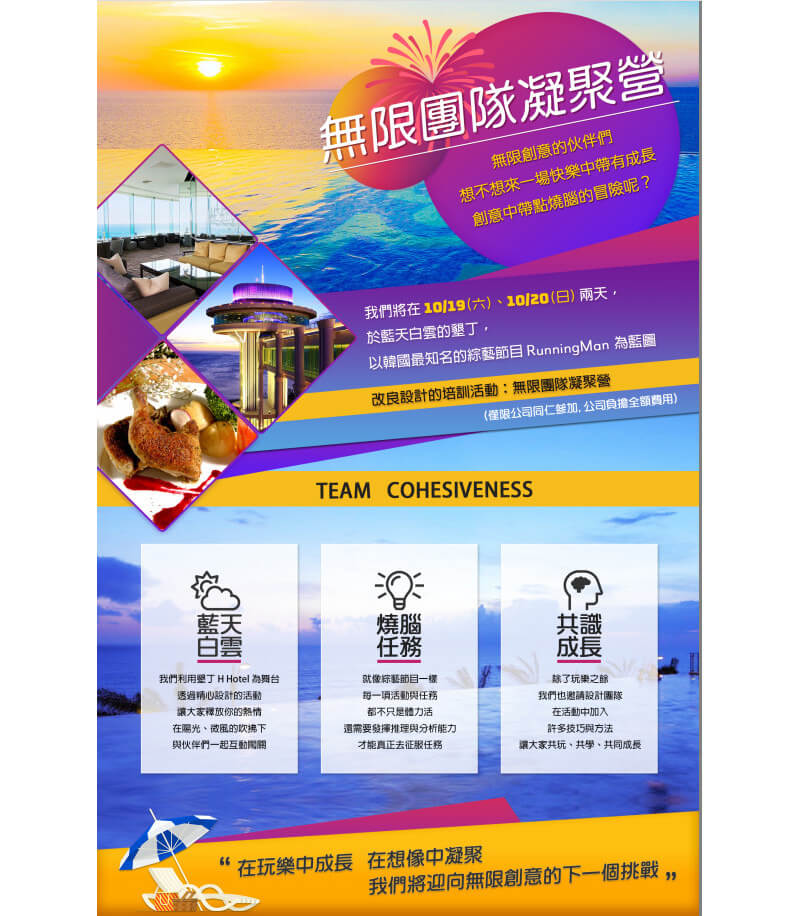 無限團隊凝聚營
無限創意的伙伴們
想不想來一場快樂中帶有成長
創意中帶點燒腦的冒險呢？
我們將在 10/19(六)、10/20(日) 兩天，
於藍天白雲的墾丁，
以韓國最知名的綜藝節目 RunningMan 為藍圖
改良設計的培訓活動：無限團隊凝聚營
(僅限公司同仁參加, 公司負擔全額費用)
TEAM COHESIVENESS
藍天
白雲
我們利用墾丁 H Hotel 為舞台
透過精心設計的活動
讓大家釋放你的熱情
在陽光、微風的吹拂下
與伙伴們一起互動闖關
燒腦
任務
就像綜藝節目一樣
每一項活動與任務
都不只是體力活
還需要發揮推理與分析能力
才能真正去征服任務
共識
成長
除了玩樂之餘
我們也邀請設計團隊
在活動中加入
許多技巧與方法
讓大家共玩、共學、共同成長
“ 在玩樂中成長 在想像中凝聚
我們將迎向無限創意的下一個挑戰 ”